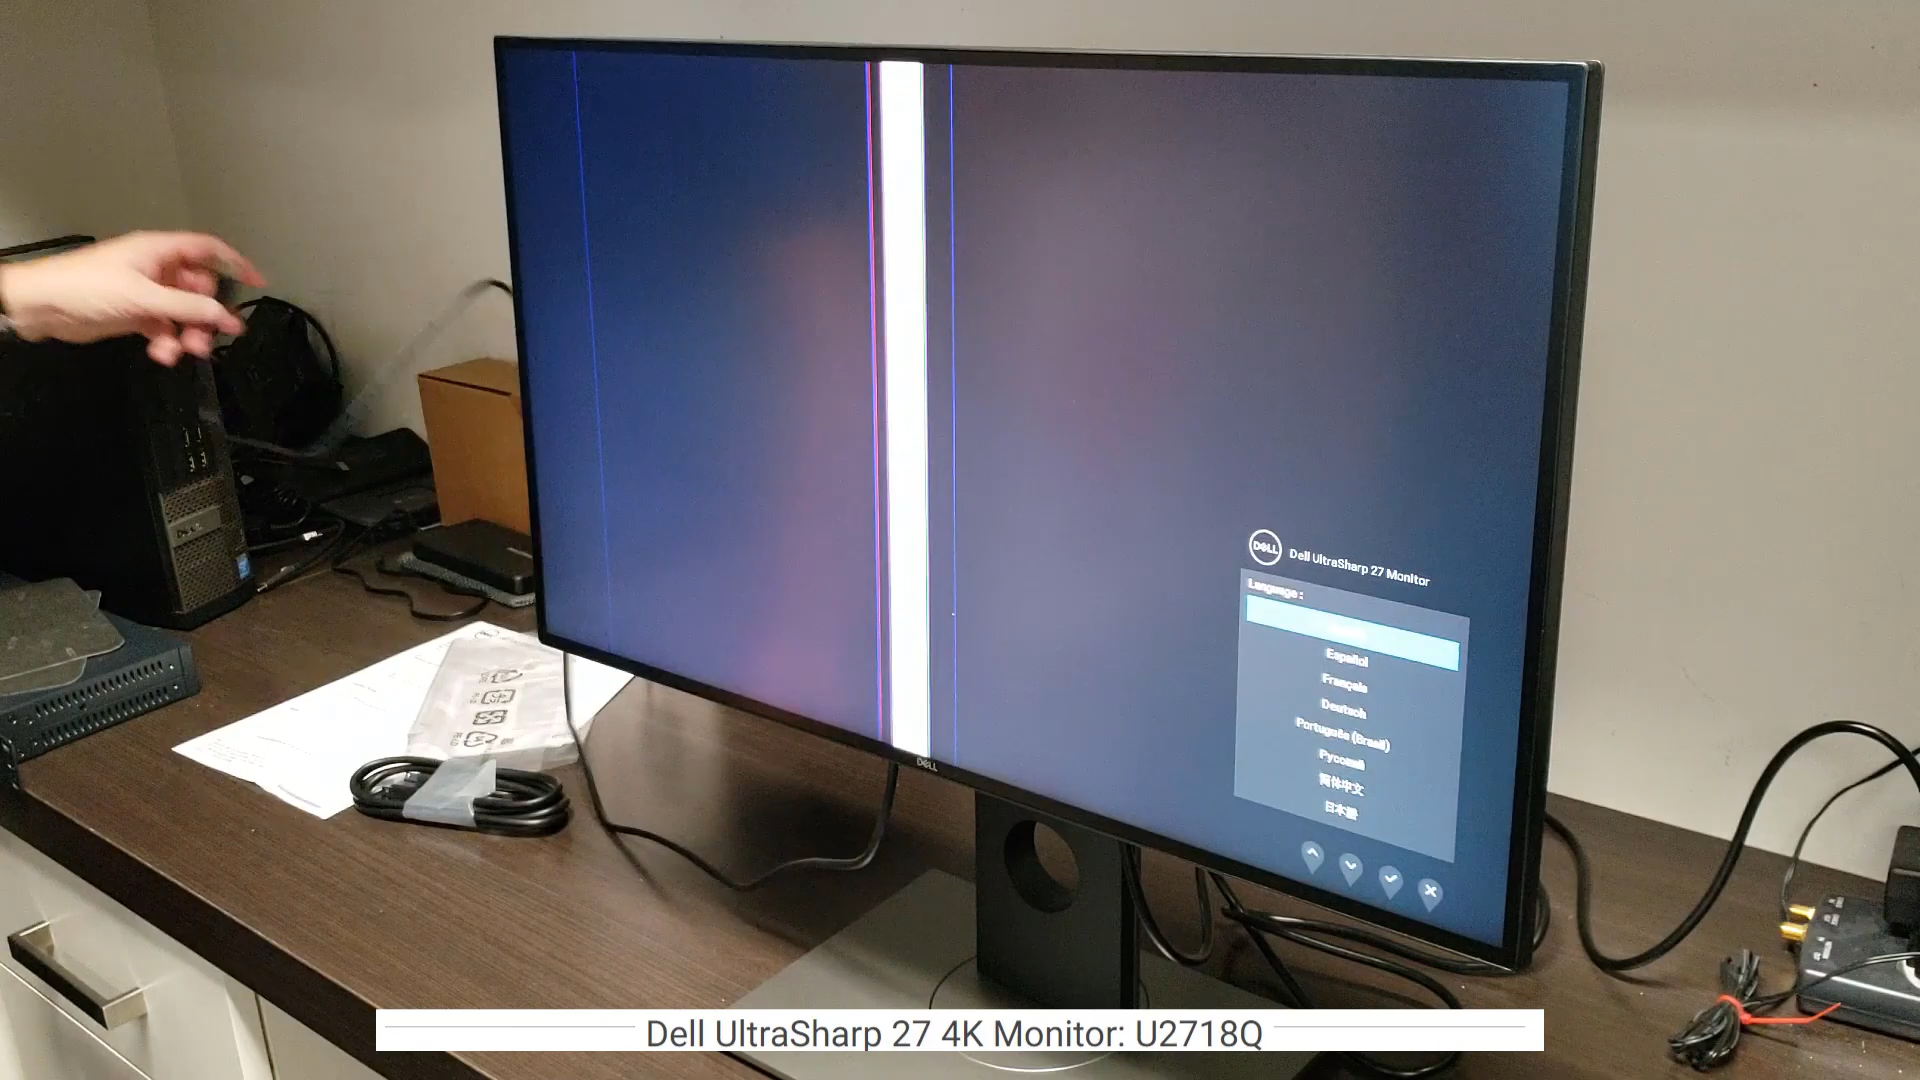 DELL
Dell UltraSharp 27 Monitor
Language :
Español
Français
Deutsch
Português (Brasil)
Русский
简体中文
日本語
DELL
DELL
Dell UltraSharp 27 4K Monitor: U2718Q